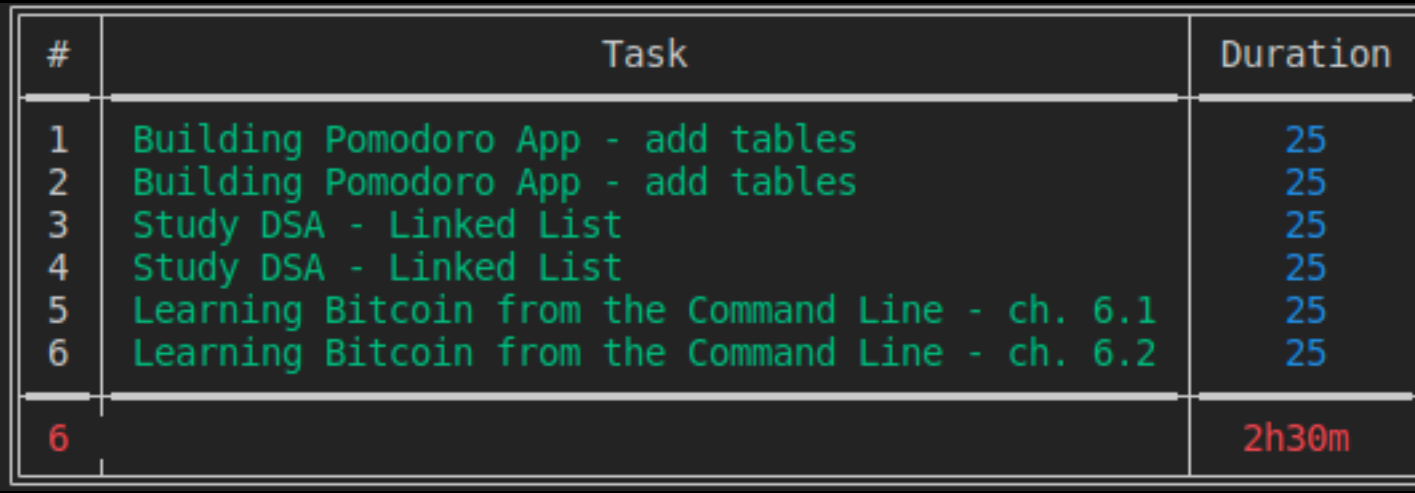 # Task Duration
1 Building Pomodoro App - add tables 25
2 Building Pomodoro App - add tables 25
3 Study DSA - Linked List 25
4 Study DSA - Linked List 25
5 Learning Bitcoin from the Command Line - ch. 6.1 25
6 Learning Bitcoin from the Command Line - ch. 6.2 25
6 2h30m